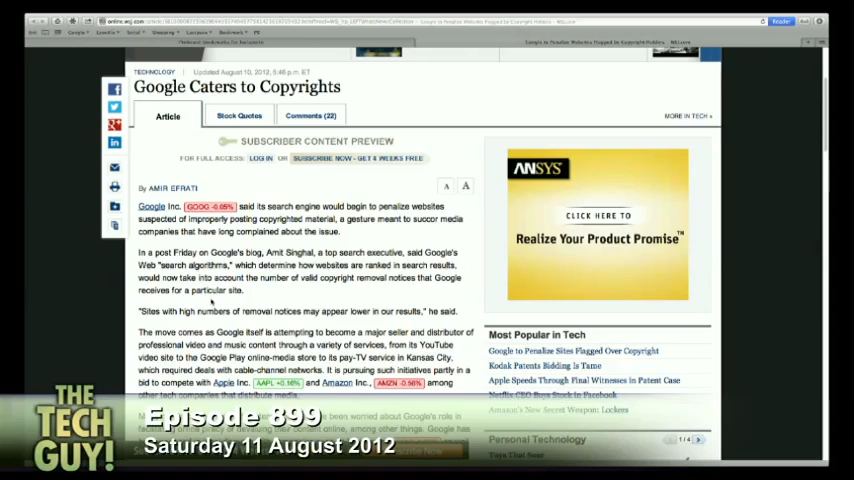 online.wsj.com
Reader
TECHNOLOGY Updated August 10, 2012, 5:46 p.m. ET
Google Caters to Copyrights
Article
Stock Quotes
Comments (22)
MORE IN TECH »
SUBSCRIBER CONTENT PREVIEW
FOR FULL ACCESS: LOG IN OR SUBSCRIBE NOW - GET 4 WEEKS FREE
By AMIR EFRATI
A A
Google Inc. GOOG -0.05% said its search engine would begin to penalize websites
suspected of improperly posting copyrighted material, a gesture meant to succor media
companies that have long complained about the issue.
In a post Friday on Google's blog, Amit Singhal, a top search executive, said Google's
Web "search algorithms," which determine how websites are ranked in search results,
would now take into account the number of valid copyright removal notices that Google
receives for a particular site.
"Sites with high numbers of removal notices may appear lower in our results," he said.
The move comes as Google itself is attempting to become a major seller and distributor of
professional video and music content through a variety of services, from its YouTube
video site to the Google Play online-media store to its pay-TV service in Kansas City,
which required deals with cable-channel networks. It is pursuing such initiatives partly in a
bid to compete with Apple Inc. AAPL +0.16% and Amazon Inc., AMZN -0.56% among
other tech companies that distribute media.
ANSYS
CLICK HERE TO
Realize Your Product Promise™
Most Popular in Tech
Google to Penalize Sites Flagged Over Copyright
Kodak Patents Bidding Is Tame
Apple Speeds Through Final Witnesses in Patent Case
Netflix CEO Buys Stock in Facebook
Amazon's New Secret Weapon: Lockers
Personal Technology
1/4
THE
TECH
GUY!
Episode 899
Saturday 11 August 2012